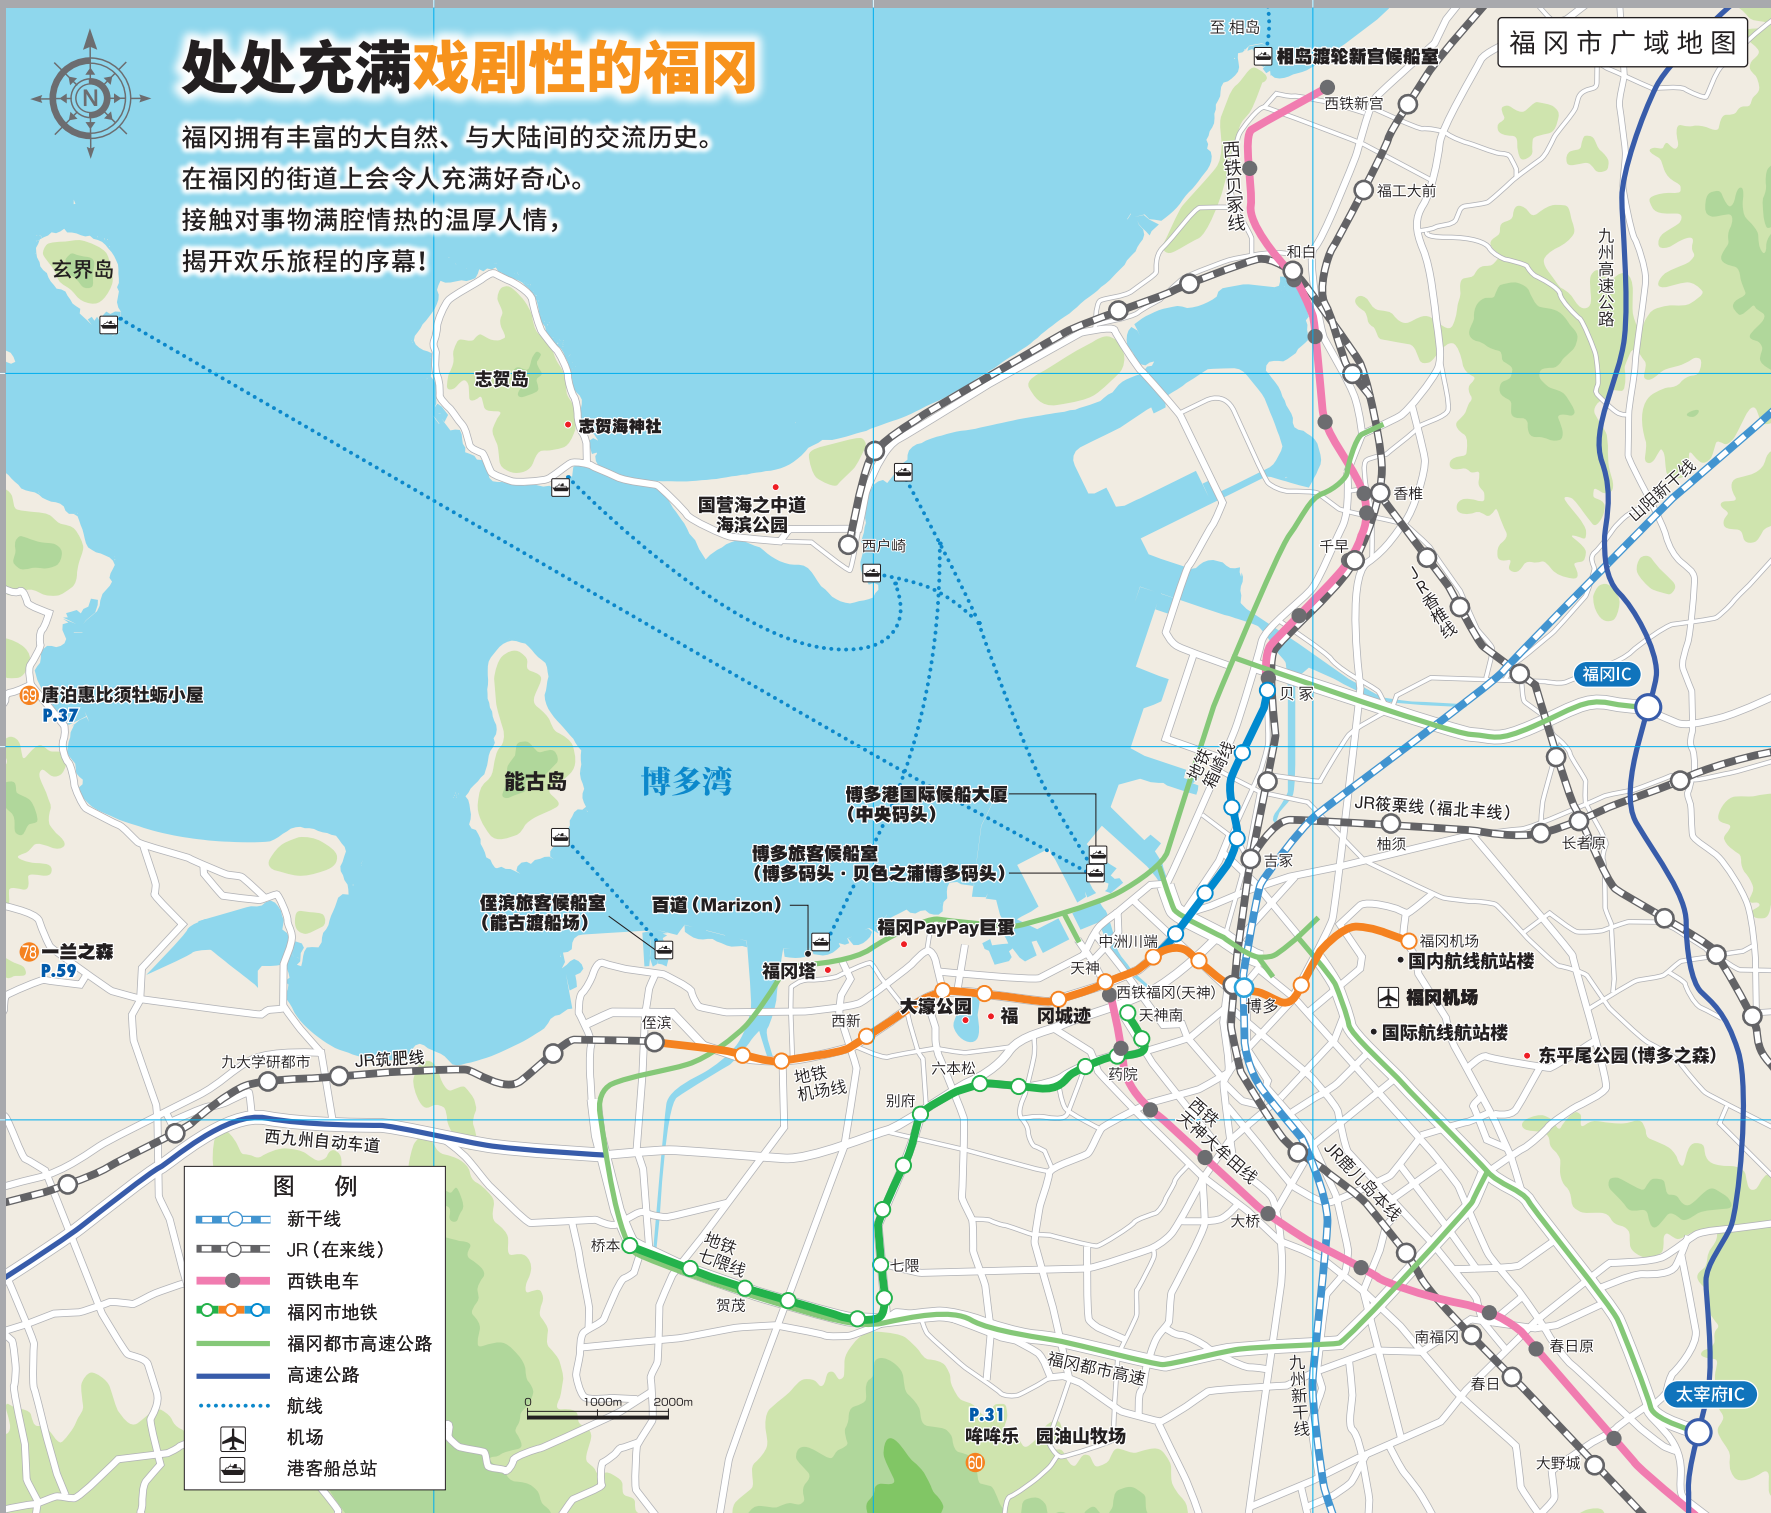 福冈市广域地图
处处充满戏剧性的福冈
福冈拥有丰富的大自然、与大陆间的交流历史。
在福冈的街道上会令人充满好奇心。
接触对事物满腔情热的温厚人情，
揭开欢乐旅程的序幕！
N
至 相岛
相岛渡轮新宫候船室
西铁新宫
西铁贝冢线
福工大前
和白
九州高速公路
玄界岛
志贺岛
志贺海神社
国营海之中道
海滨公园
西户崎
香椎
千早
JR香椎线
山阳新干线
福冈IC
贝冢
69 唐泊惠比须牡蛎小屋
P.37
能古岛
博多湾
地铁
箱崎线
博多港国际候船大厦
（中央码头）
JR筱栗线（福北丰线）
柚须
长者原
吉冢
博多旅客候船室
（博多码头・贝色之浦博多码头）
侄滨旅客候船室
（能古渡船场）
百道（Marizon）
福冈PayPay巨蛋
中洲川端
福冈机场
国内航线航站楼
78 一兰之森
P.59
福冈塔
天神
西铁福冈(天神)
福冈机场
大濠公园
福　冈城迹
天神南
博多
国际航线航站楼
西新
侄滨
东平尾公园（博多之森）
九大学研都市
JR筑肥线
地铁
机场线
六本松
药院
别府
西铁
天神大牟田线
西九州自动车道
JR鹿儿岛本线
图　例
新干线
JR（在来线）
西铁电车
福冈市地铁
福冈都市高速公路
高速公路
航线
机场
港客船总站
桥本
地铁
七隈线
七隈
贺茂
大桥
南福冈
春日原
春日
福冈都市高速
九州新干线
太宰府IC
0 1000m 2000m
P.31
哞哞乐　园油山牧场
60
大野城